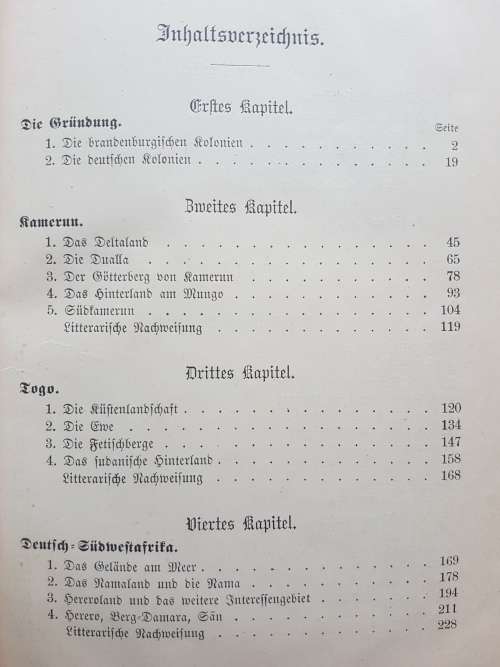 Inhaltsverzeichnis.
Erstes Kapitel.
Die Gründung.
Seite
1. Die brandenburgischen Kolonien . . . . . . . . . . . 2
2. Die deutschen Kolonien . . . . . . . . . . . . . 19
Zweites Kapitel.
Kamerun.
1. Das Deltaland . . . . . . . . . . . . . . 45
2. Die Dualla . . . . . . . . . . . . . . 65
3. Der Götterberg von Kamerun . . . . . . . . . . . 78
4. Das Hinterland am Mungo . . . . . . . . . . . . 93
5. Südkamerun . . . . . . . . . . . . . . . 104
Litterarische Nachweisung . . . . . . . . . . . . 119
Drittes Kapitel.
Togo.
1. Die Küstenlandschaft . . . . . . . . . . . . . 120
2. Die Ewe . . . . . . . . . . . . . . . . 134
3. Die Fetischberge . . . . . . . . . . . . . . 147
4. Das sudanische Hinterland . . . . . . . . . . . . 158
Litterarische Nachweisung . . . . . . . . . . . . 168
Viertes Kapitel.
Deutsch-Südwestafrika.
1. Das Gelände am Meer . . . . . . . . . . . . 169
2. Das Namaland und die Nama . . . . . . . . . . 178
3. Hereroland und das weitere Interessengebiet . . . . . . 194
4. Herero, Berg-Damara, Sān . . . . . . . . . . . 211
Litterarische Nachweisung . . . . . . . . . . . . 228